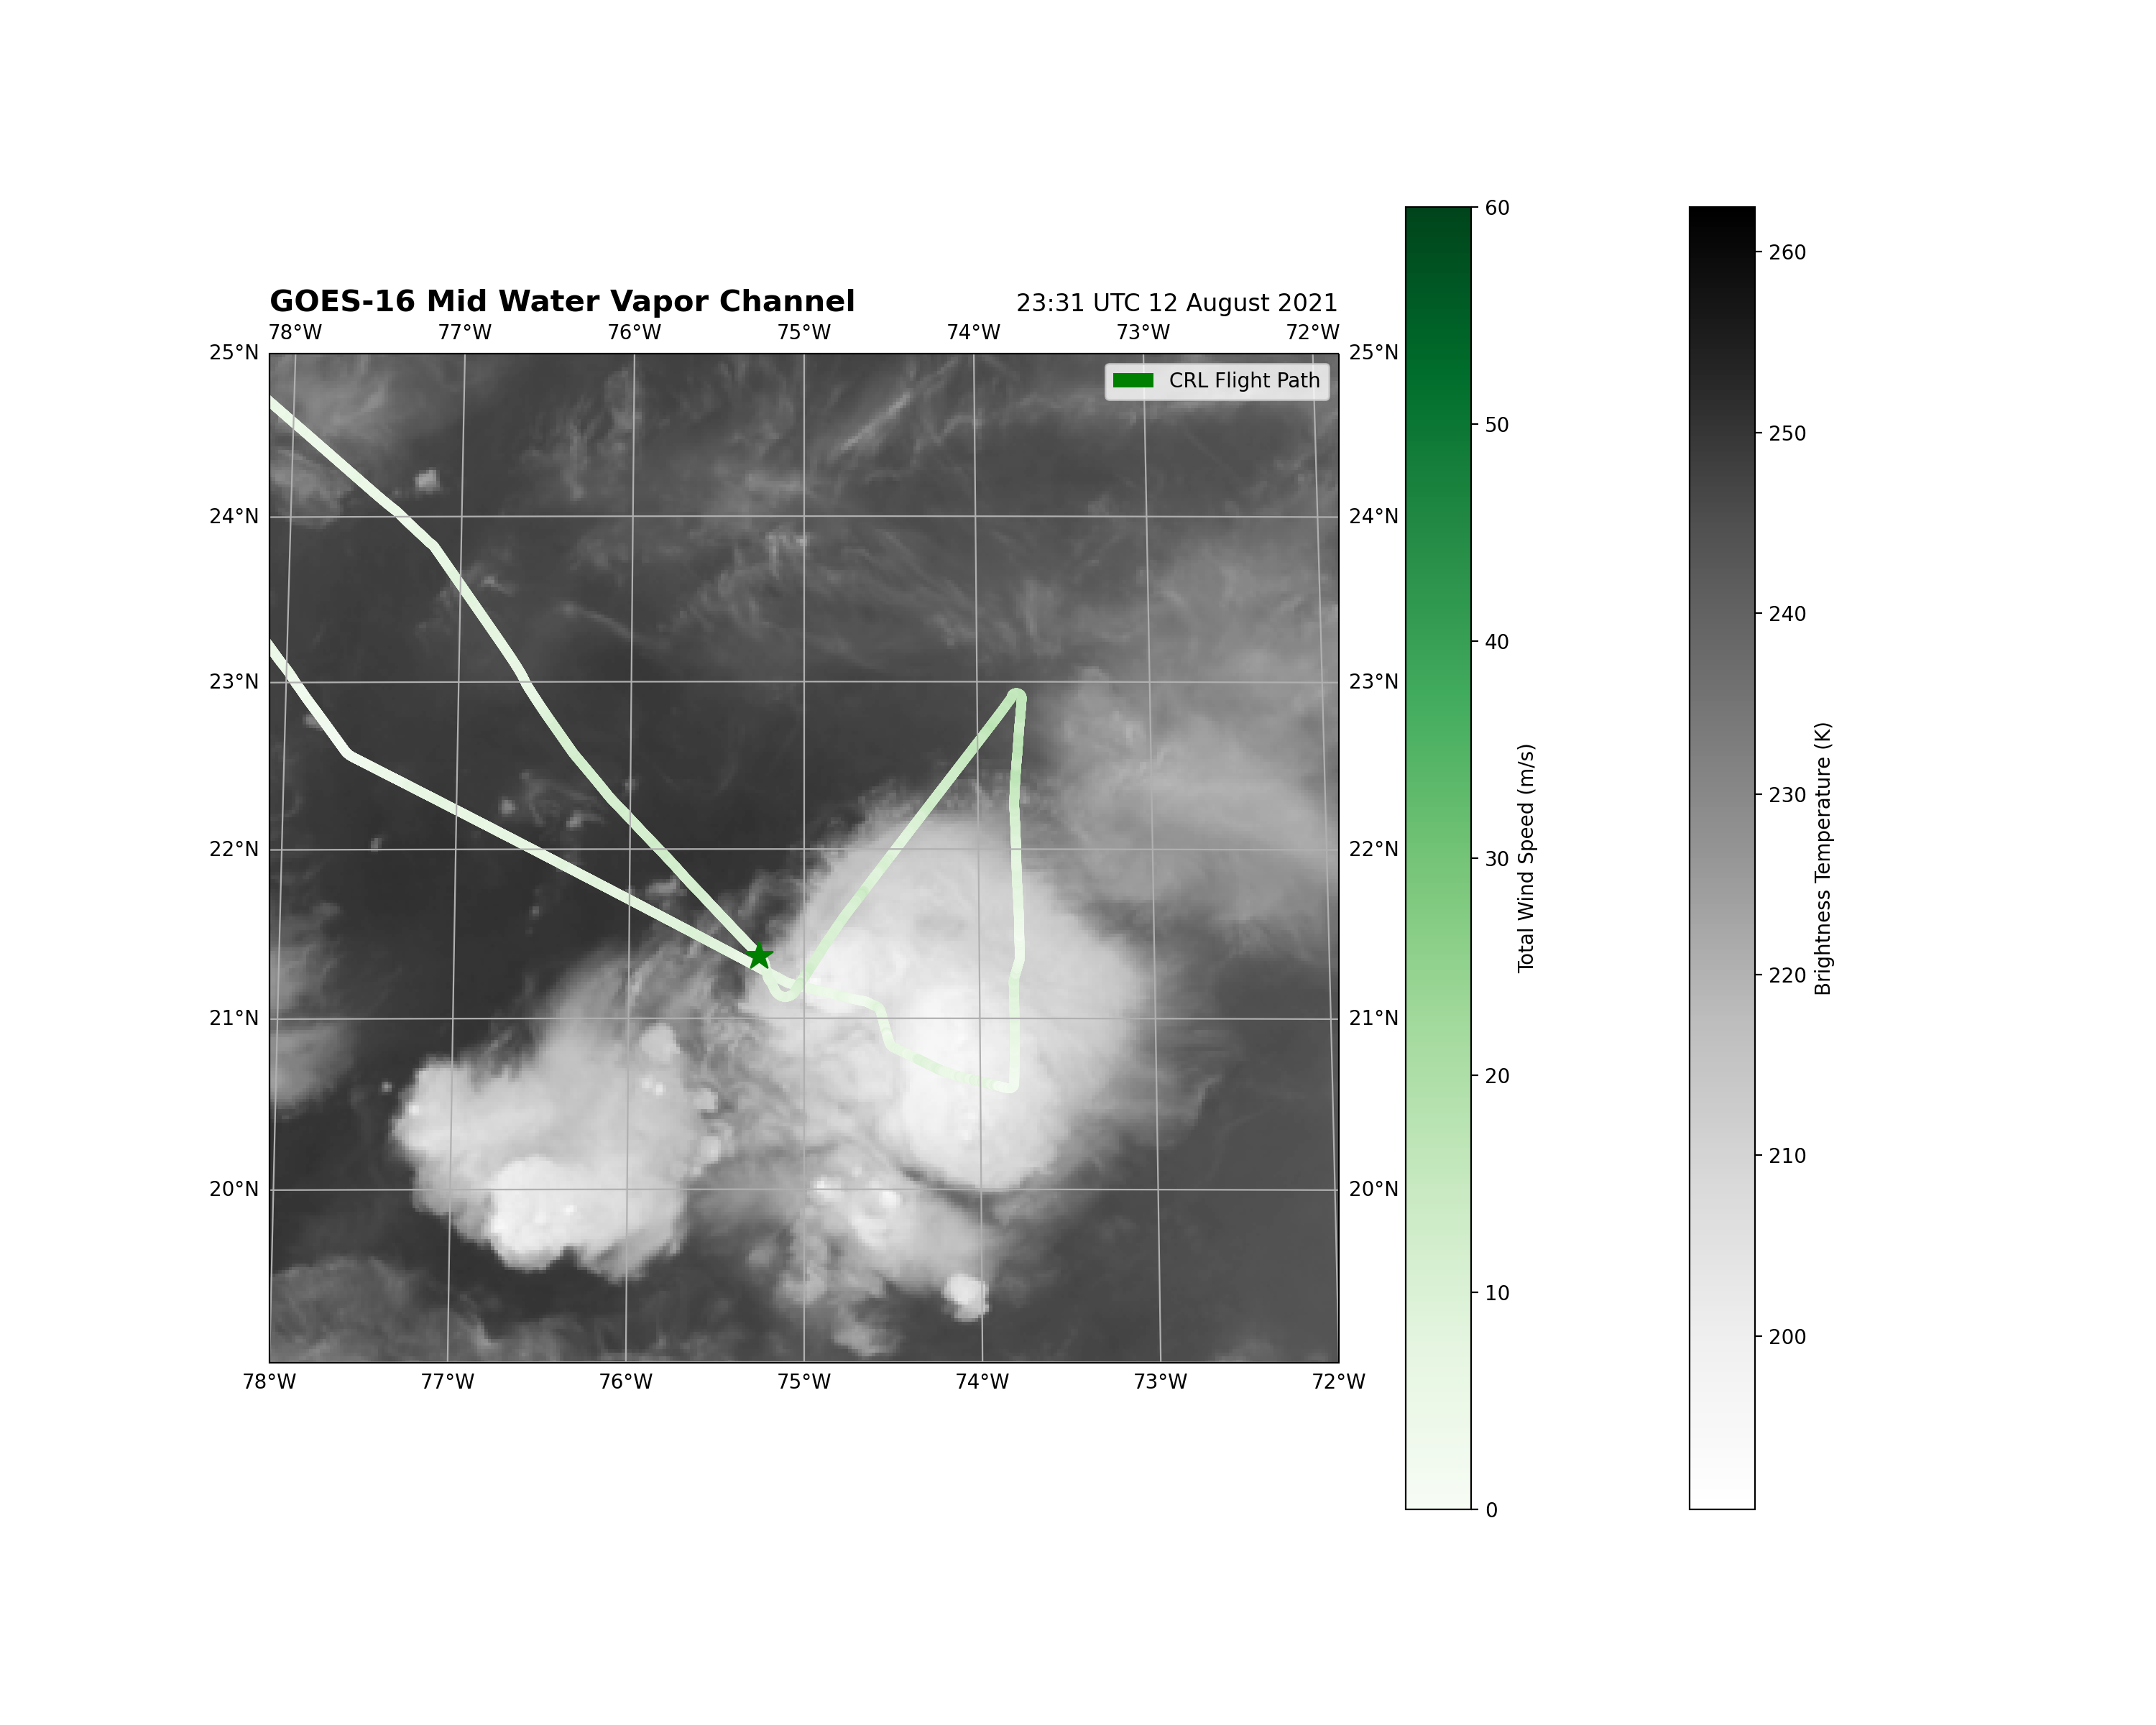 GOES-16 Mid Water Vapor Channel
23:31 UTC 12 August 2021
78°W 77°W 76°W 75°W 74°W 73°W 72°W
25°N 25°N
CRL Flight Path
24°N 24°N
23°N 23°N
22°N 22°N
21°N 21°N
20°N 20°N
78°W 77°W 76°W 75°W 74°W 73°W 72°W
60
50
40
30
20
10
0
Total Wind Speed (m/s)
260
250
240
230
220
210
200
Brightness Temperature (K)